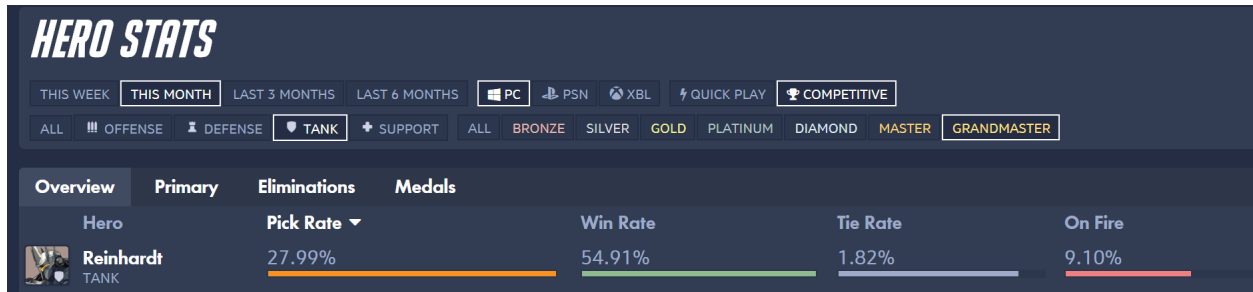 HERO STATS
THIS WEEK THIS MONTH LAST 3 MONTHS LAST 6 MONTHS PC PSN XBL QUICK PLAY COMPETITIVE
ALL OFFENSE DEFENSE TANK SUPPORT ALL BRONZE SILVER GOLD PLATINUM DIAMOND MASTER GRANDMASTER
Overview Primary Eliminations Medals
Hero Pick Rate Win Rate Tie Rate On Fire
Reinhardt 27.99% 54.91% 1.82% 9.10%
TANK